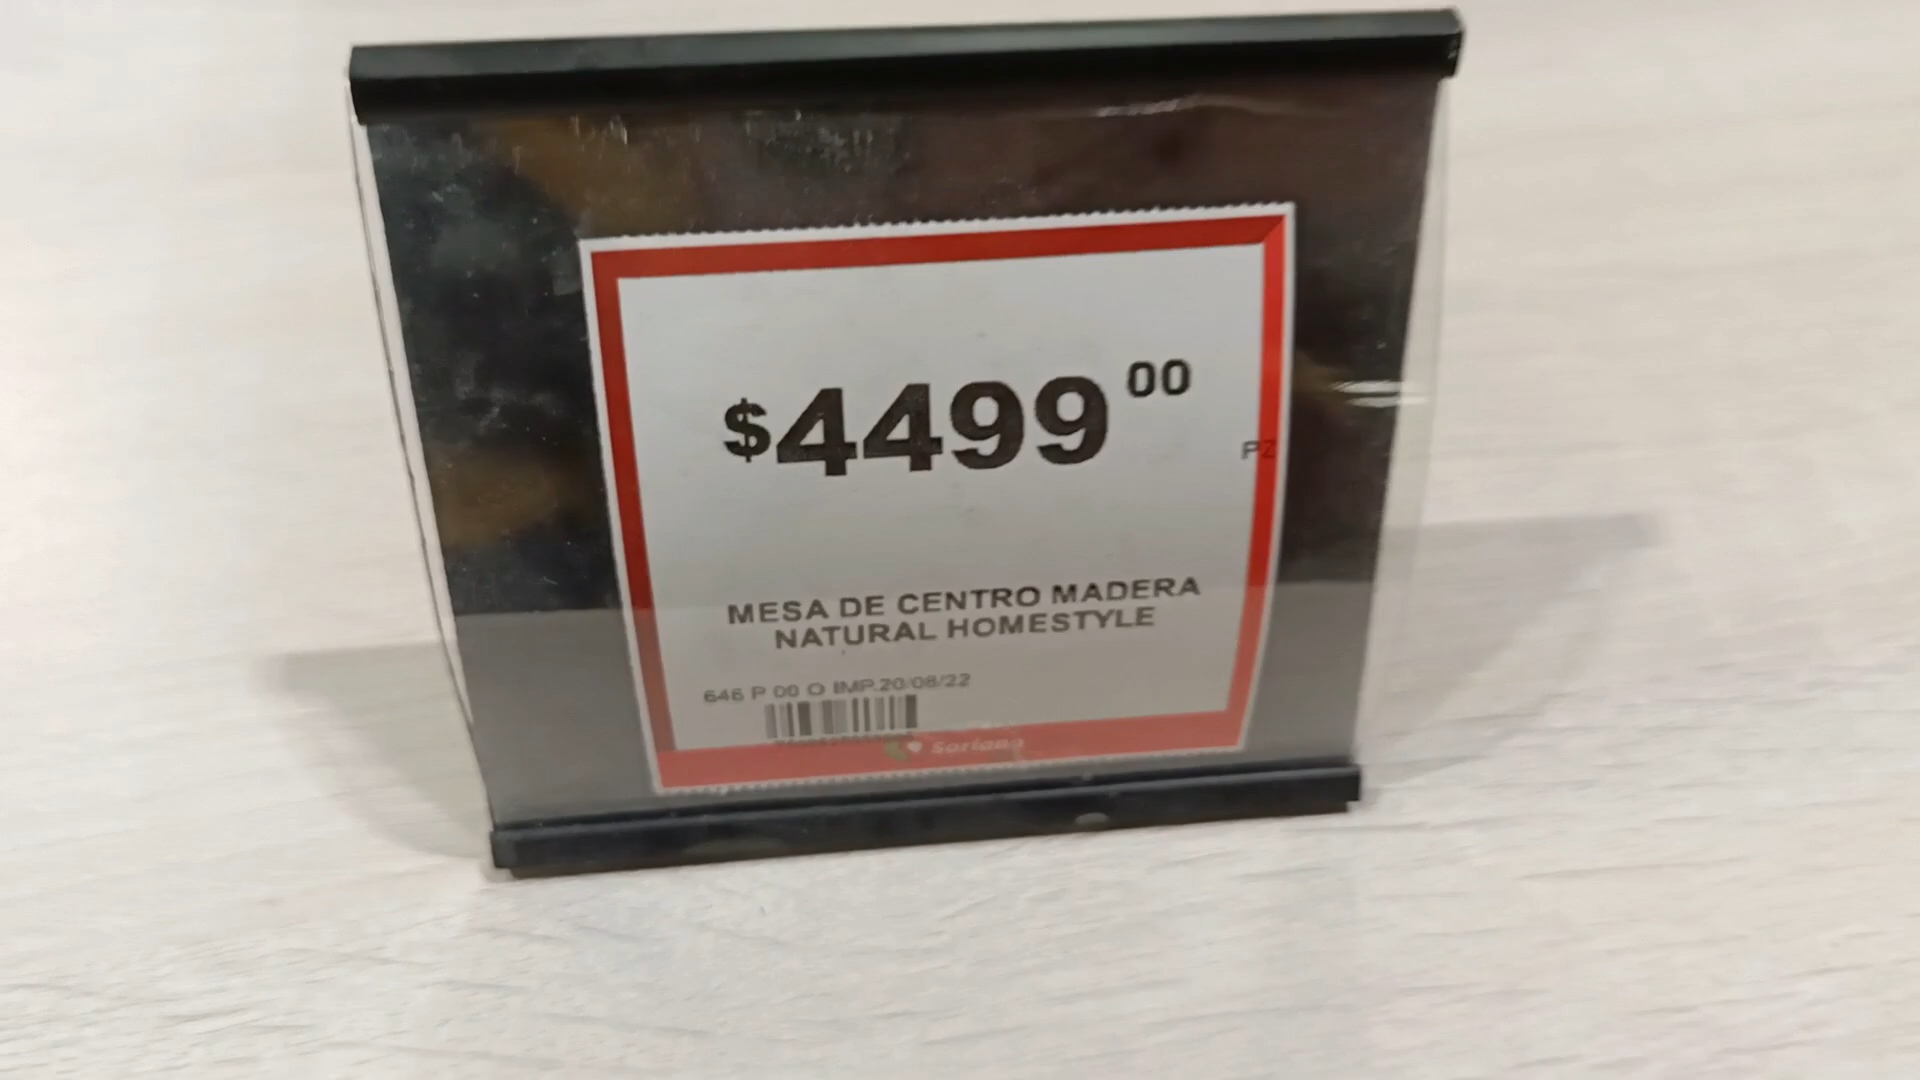 $4499 00
PZ
MESA DE CENTRO MADERA
NATURAL HOMESTYLE
646 P 00 O IMP.20/08/22
Soriana